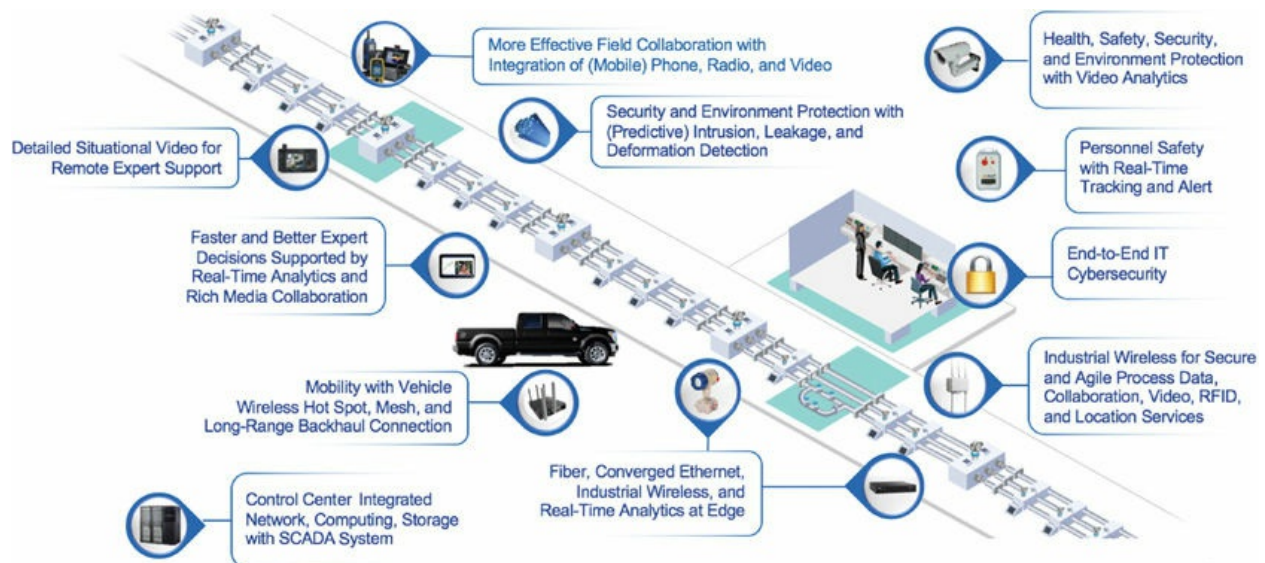 More Effective Field Collaboration with
Integration of (Mobile) Phone, Radio, and Video
Health, Safety, Security,
and Environment Protection
with Video Analytics
Security and Environment Protection with
(Predictive) Intrusion, Leakage, and
Deformation Detection
Detailed Situational Video for
Remote Expert Support
Personnel Safety
with Real-Time
Tracking and Alert
Faster and Better Expert
Decisions Supported by
Real-Time Analytics and
Rich Media Collaboration
End-to-End IT
Cybersecurity
Mobility with Vehicle
Wireless Hot Spot, Mesh, and
Long-Range Backhaul Connection
Industrial Wireless for Secure
and Agile Process Data,
Collaboration, Video, RFID,
and Location Services
Fiber, Converged Ethernet,
Industrial Wireless, and
Real-Time Analytics at Edge
Control Center Integrated
Network, Computing, Storage
with SCADA System